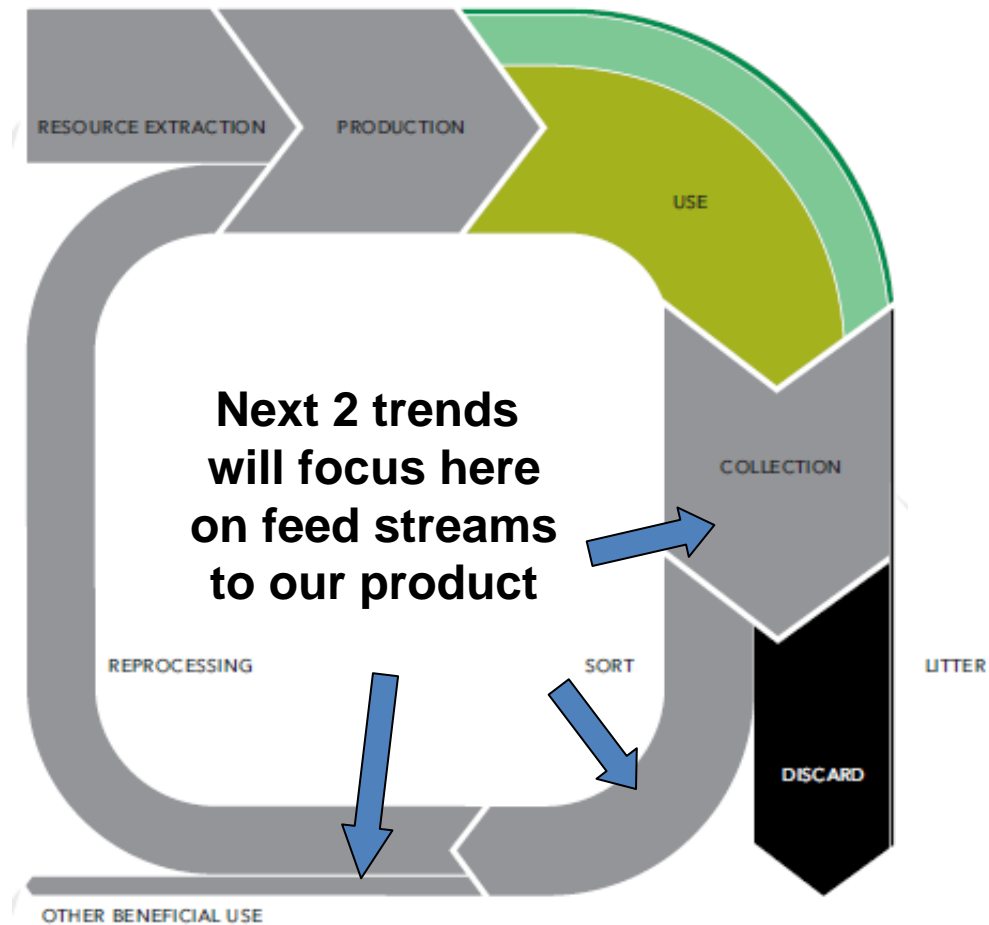 RESOURCE EXTRACTION
PRODUCTION
USE
Next 2 trends
will focus here
on feed streams
to our product
COLLECTION
REPROCESSING
SORT
LITTER
DISCARD
OTHER BENEFICIAL USE